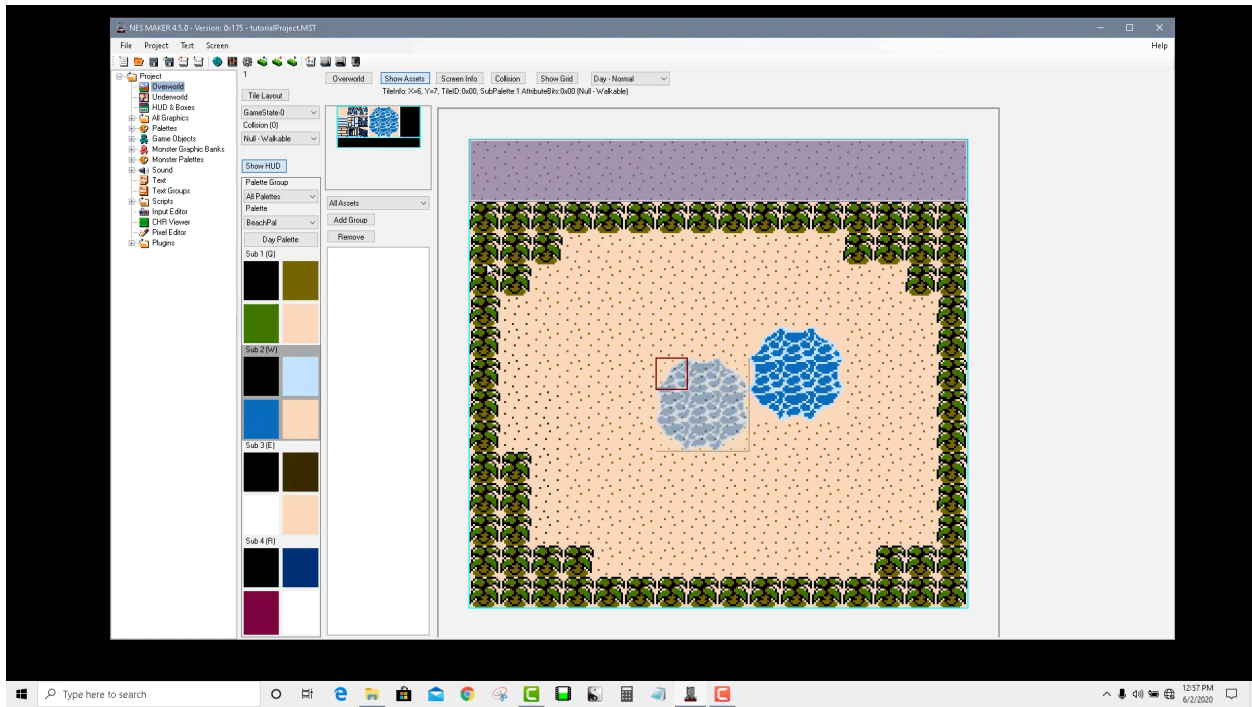 NES MAKER 4.5.0 - Version: 0x175 - tutorialProject.MST
File Project Test Screen Help
Project
Overworld
Underworld
HUD & Boxes
All Graphics
Palettes
Game Objects
Monster Graphic Banks
Monster Palettes
Sound
Text
Text Groups
Scripts
Input Editor
CHR Viewer
Pixel Editor
Plugins
1
Tile Layout
GameState-0
Collision (0)
Null - Walkable
Show HUD
Palette Group
All Palettes
Palette
BeachPal
Day Palette
Sub 1 (Q)
Sub 2 (W)
Sub 3 (E)
Sub 4 (R)
Overworld Show Assets Screen Info Collision Show Grid Day - Normal
TileInfo: X=6, Y=7, TileID:0x00, SubPalette:1 AttributeBits:0x00 (Null - Walkable)
All Assets
Add Group
Remove
Type here to search
12:57 PM
6/2/2020